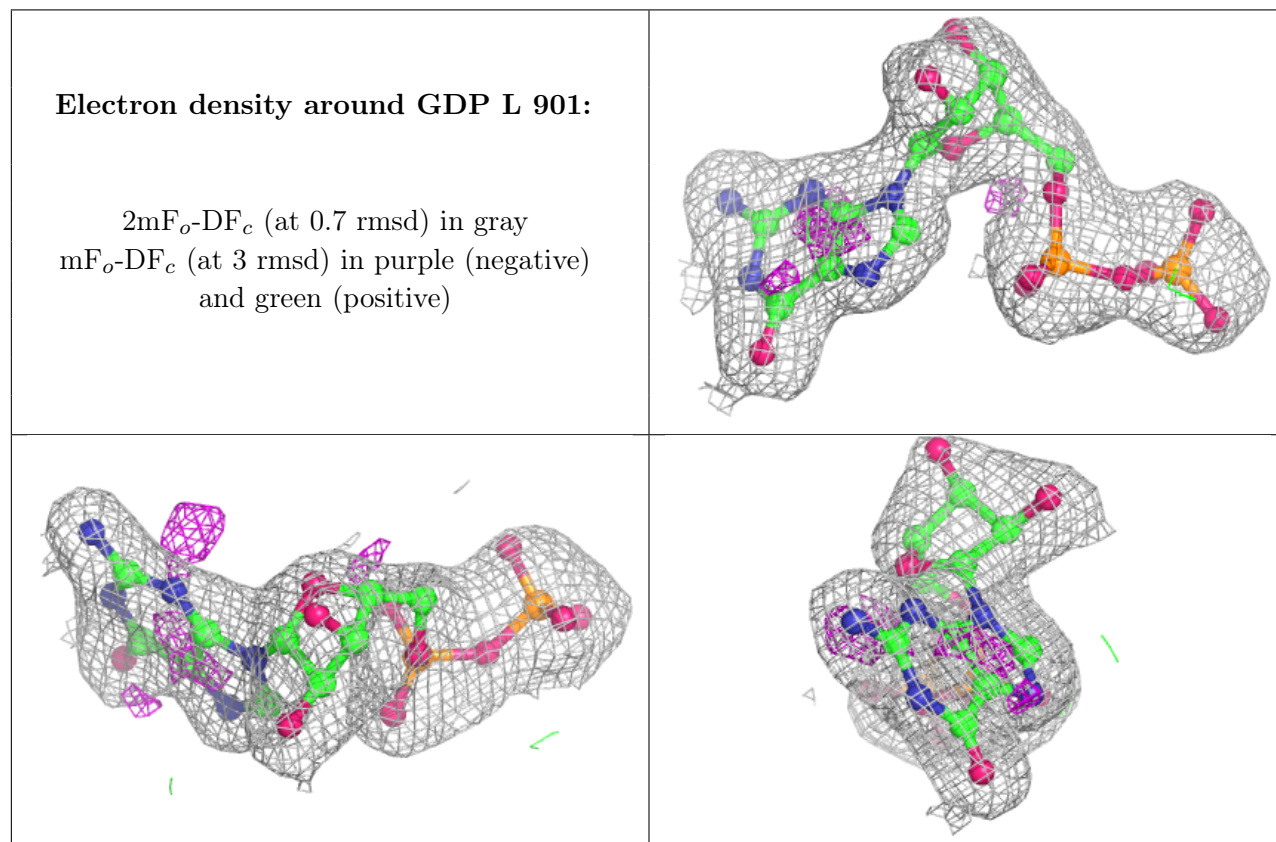 Electron density around GDP L 901:
2mFo-DFc (at 0.7 rmsd) in gray
mFo-DFc (at 3 rmsd) in purple (negative)
and green (positive)